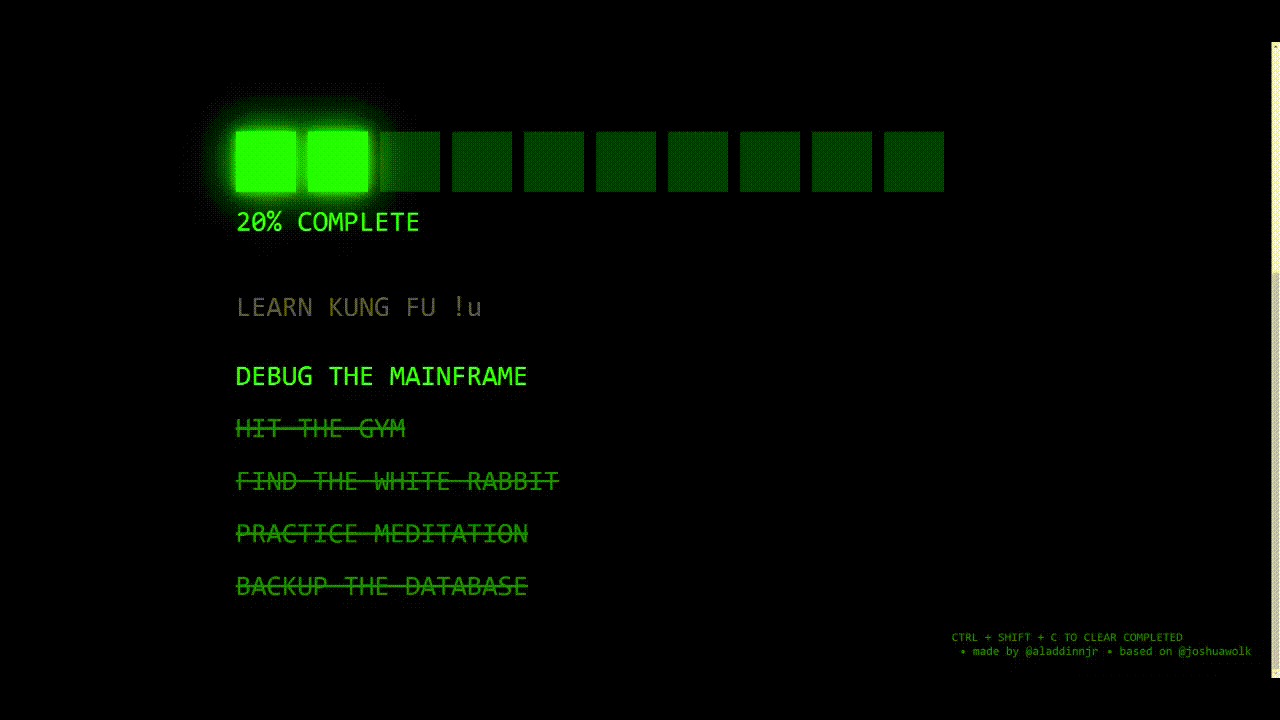 20% COMPLETE
LEARN KUNG FU !u
DEBUG THE MAINFRAME
HIT THE GYM
FIND THE WHITE RABBIT
PRACTICE MEDITATION
BACKUP THE DATABASE
CTRL + SHIFT + C TO CLEAR COMPLETED
• made by @aladdinnjr • based on @joshuawolk